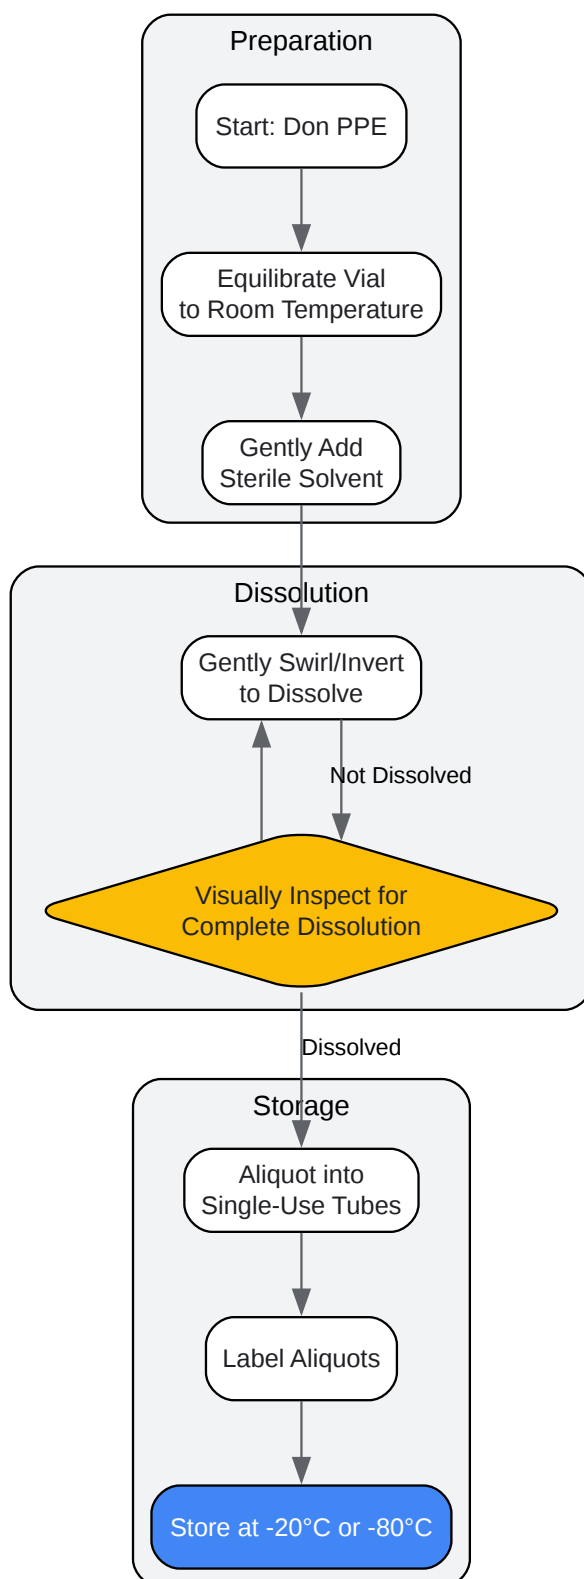 Preparation
Start: Don PPE
Equilibrate Vial
to Room Temperature
Gently Add
Sterile Solvent
Dissolution
Gently Swirl/Invert
to Dissolve
Not Dissolved
Visually Inspect for
Complete Dissolution
Dissolved
Storage
Aliquot into
Single-Use Tubes
Label Aliquots
Store at -20°C or -80°C